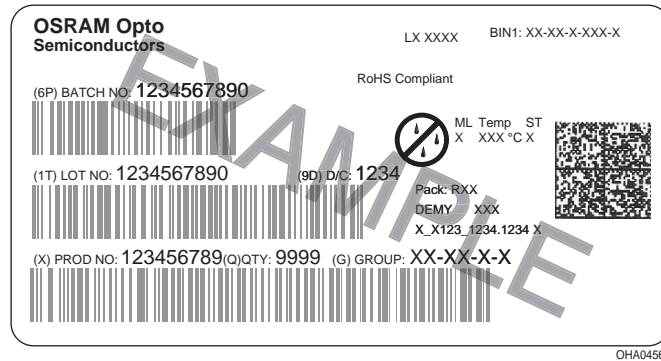 OSRAM Opto
Semiconductors
LX XXXX
BIN1: XX-XX-X-XXX-X
RoHS Compliant
(6P) BATCH NO: 1234567890
ML Temp ST
X XXX °C X
(1T) LOT NO: 1234567890 (9D) D/C: 1234
Pack: RXX
DEMY XXX
X_X123_1234.1234 X
(X) PROD NO: 123456789(Q)QTY: 9999 (G) GROUP: XX-XX-X-X
EXAMPLE